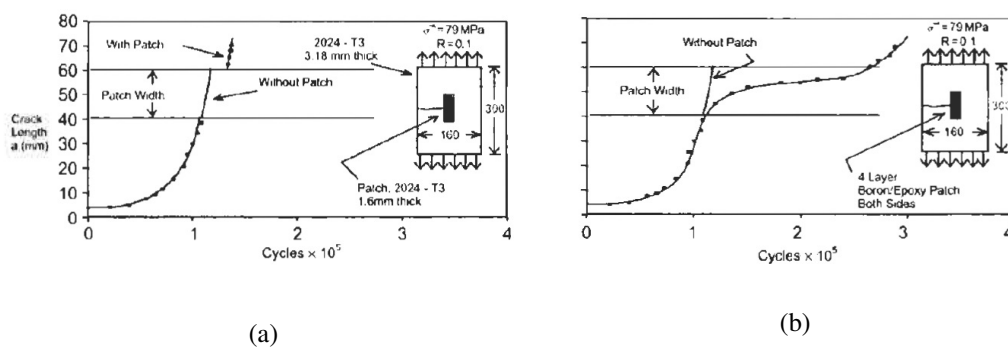 80
70
60
50
40
30
20
10
0
Crack
Length
a (mm)
With Patch
Patch Width
Without Patch
2024 - T3
3.18 mm thick
σ∞ = 79 MPa
R = 0.1
160
Patch, 2024 - T3
1.6mm thick
0
1
2
3
4
Cycles × 10⁵
(a)
Without Patch
Patch Width
σ∞ = 79 MPa
R = 0.1
160
4 Layer
Boron/Epoxy Patch
Both Sides
0
1
2
3
4
Cycles × 10⁵
(b)